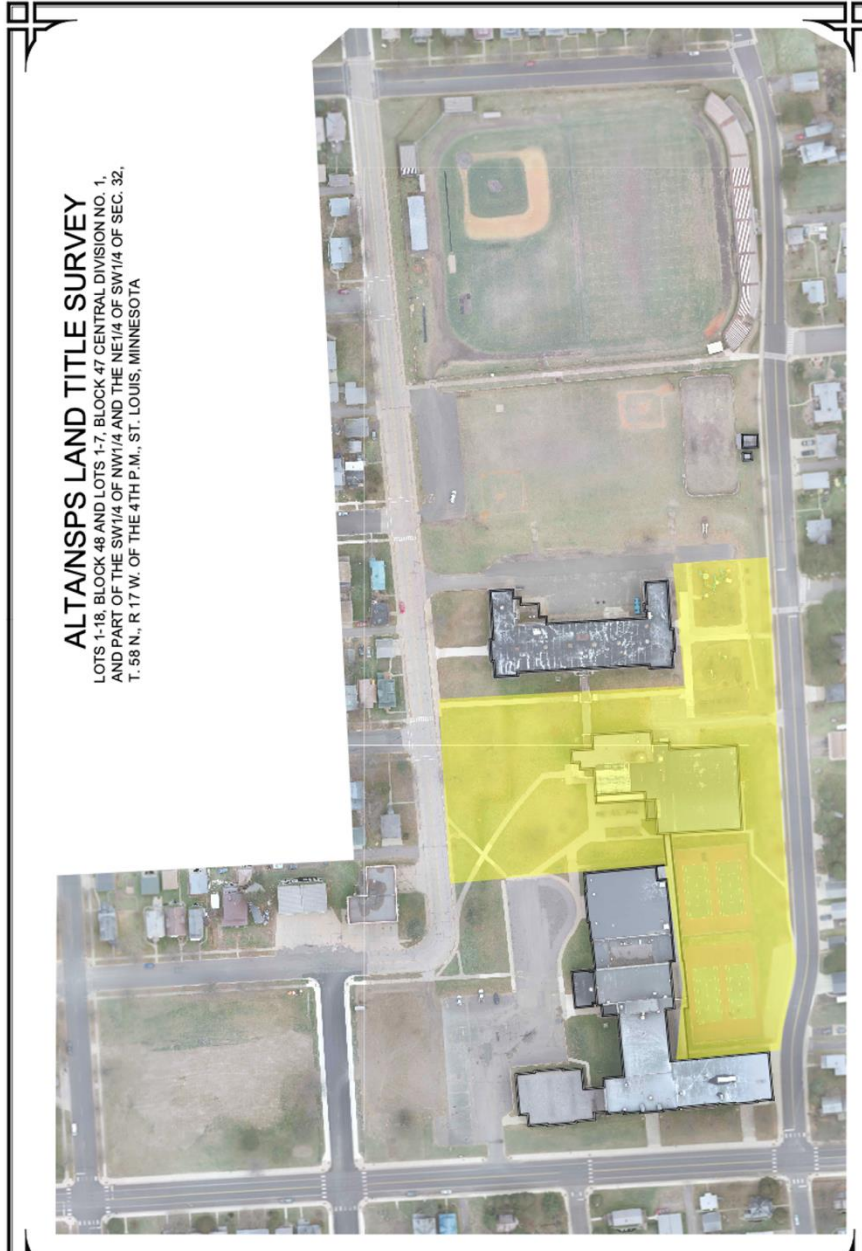 ALTA/NSPS LAND TITLE SURVEY
LOTS 1-18, BLOCK 48 AND LOTS 1-7, BLOCK 47 CENTRAL DIVISION NO. 1,
AND PART OF THE SW1/4 OF NW1/4 AND THE NE1/4 OF SW1/4 OF SEC. 32,
T. 58 N., R 17 W. OF THE 4TH P.M., ST. LOUIS, MINNESOTA